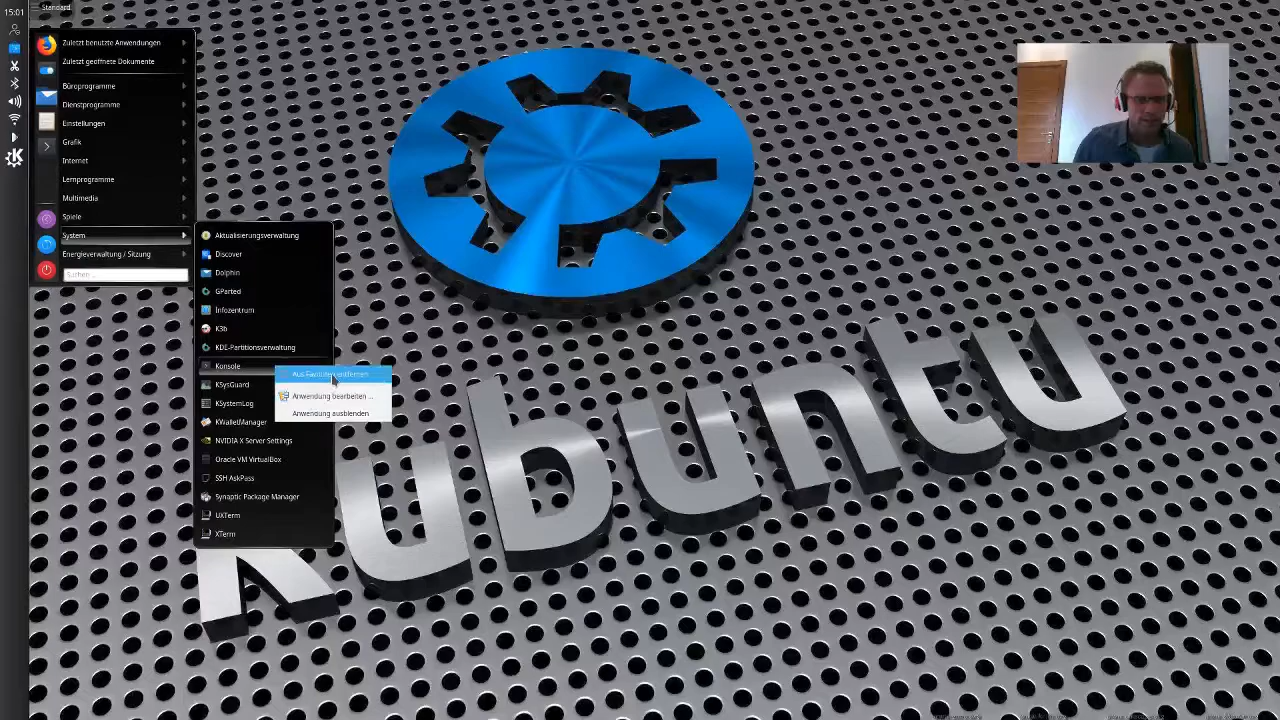 15:01
Standard
Zuletzt benutzte Anwendungen
Zuletzt geöffnete Dokumente
Büroprogramme
Dienstprogramme
Einstellungen
Grafik
Internet
Lernprogramme
Multimedia
Spiele
System
Energieverwaltung / Sitzung
Suchen ...
Aktualisierungsverwaltung
Discover
Dolphin
GParted
Infozentrum
K3b
KDE-Partitionsverwaltung
Konsole
KSysGuard
KSystemLog
KWalletManager
NVIDIA X Server Settings
Oracle VM VirtualBox
SSH AskPass
Synaptic Package Manager
UXTerm
XTerm
Aus Favoriten entfernen
Anwendung bearbeiten ...
Anwendung ausblenden
Kubuntu